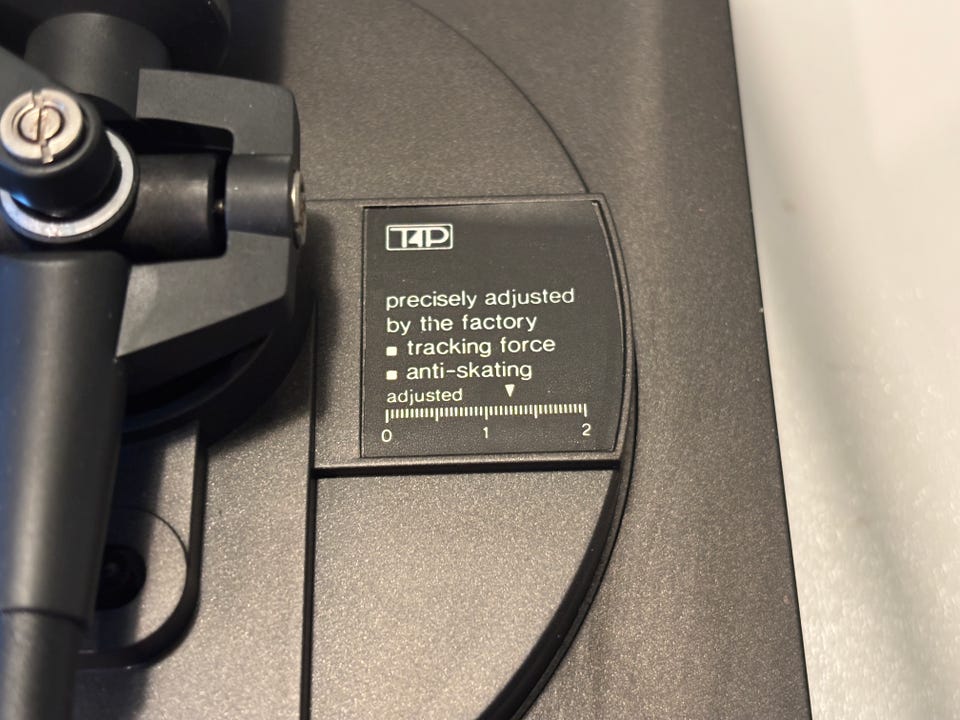 T4P
precisely adjusted
by the factory
▪ tracking force
▪ anti-skating
adjusted
0 1 2